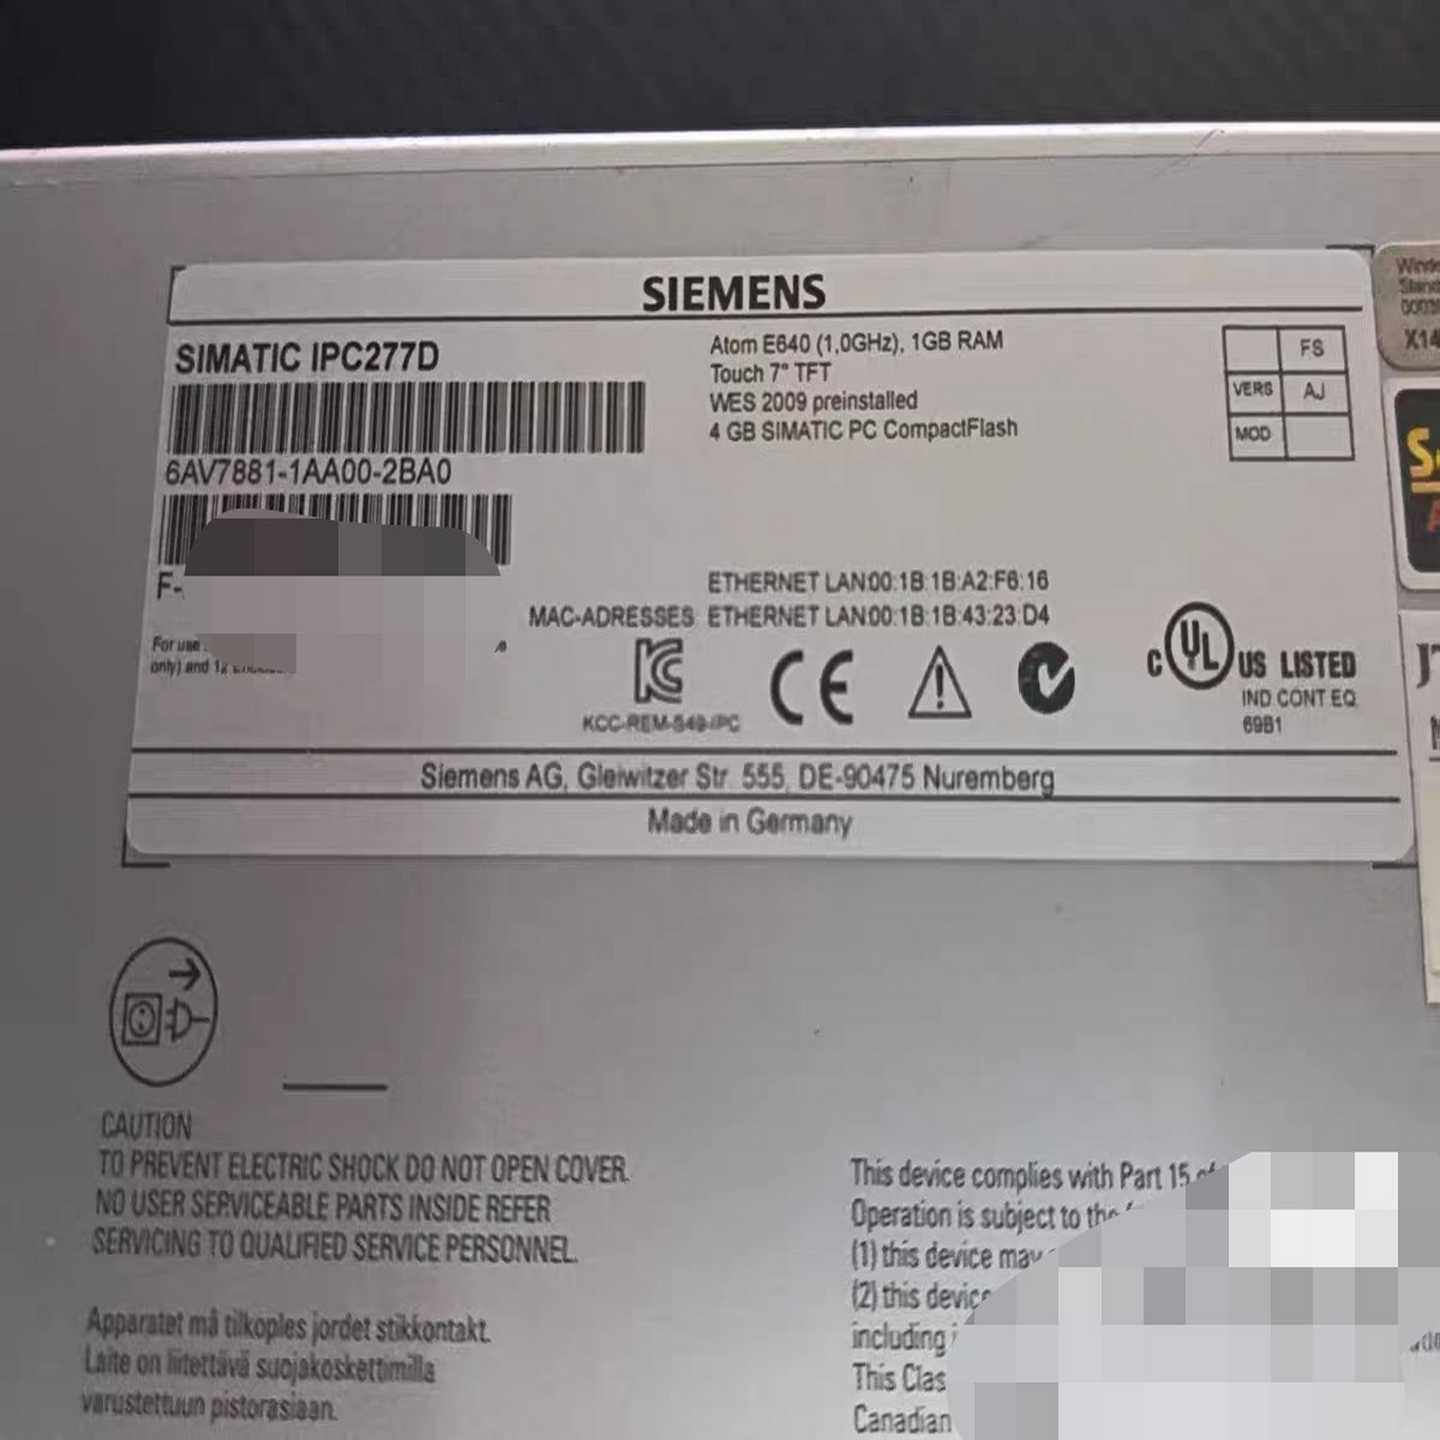 SIEMENS
SIMATIC IPC277D
6AV7881-1AA00-2BA0
F-
For use
only) and
Atom E640 (1,0GHz), 1GB RAM
Touch 7" TFT
WES 2009 preinstalled
4 GB SIMATIC PC CompactFlash
FS
VERS AJ
MOD
ETHERNET LAN00:1B:1B:A2:F6:16
MAC-ADRESSES ETHERNET LAN00:1B:1B:43:23:D4
KCC-REM-S49-IPC
CE
C UL US LISTED
IND.CONT.EQ.
69B1
Siemens AG, Gleiwitzer Str. 555, DE-90475 Nuremberg
Made in Germany
X14
CAUTION
TO PREVENT ELECTRIC SHOCK DO NOT OPEN COVER.
NO USER SERVICEABLE PARTS INSIDE REFER
SERVICING TO QUALIFIED SERVICE PERSONNEL.
Apparatet må tilkoples jordet stikkontakt.
Laite on liitettävä suojakoskettimilla
varustettuun pistorasiaan.
This device complies with Part 15
Operation is subject to the
(1) this device may
(2) this device
including
This Clas
Canadian